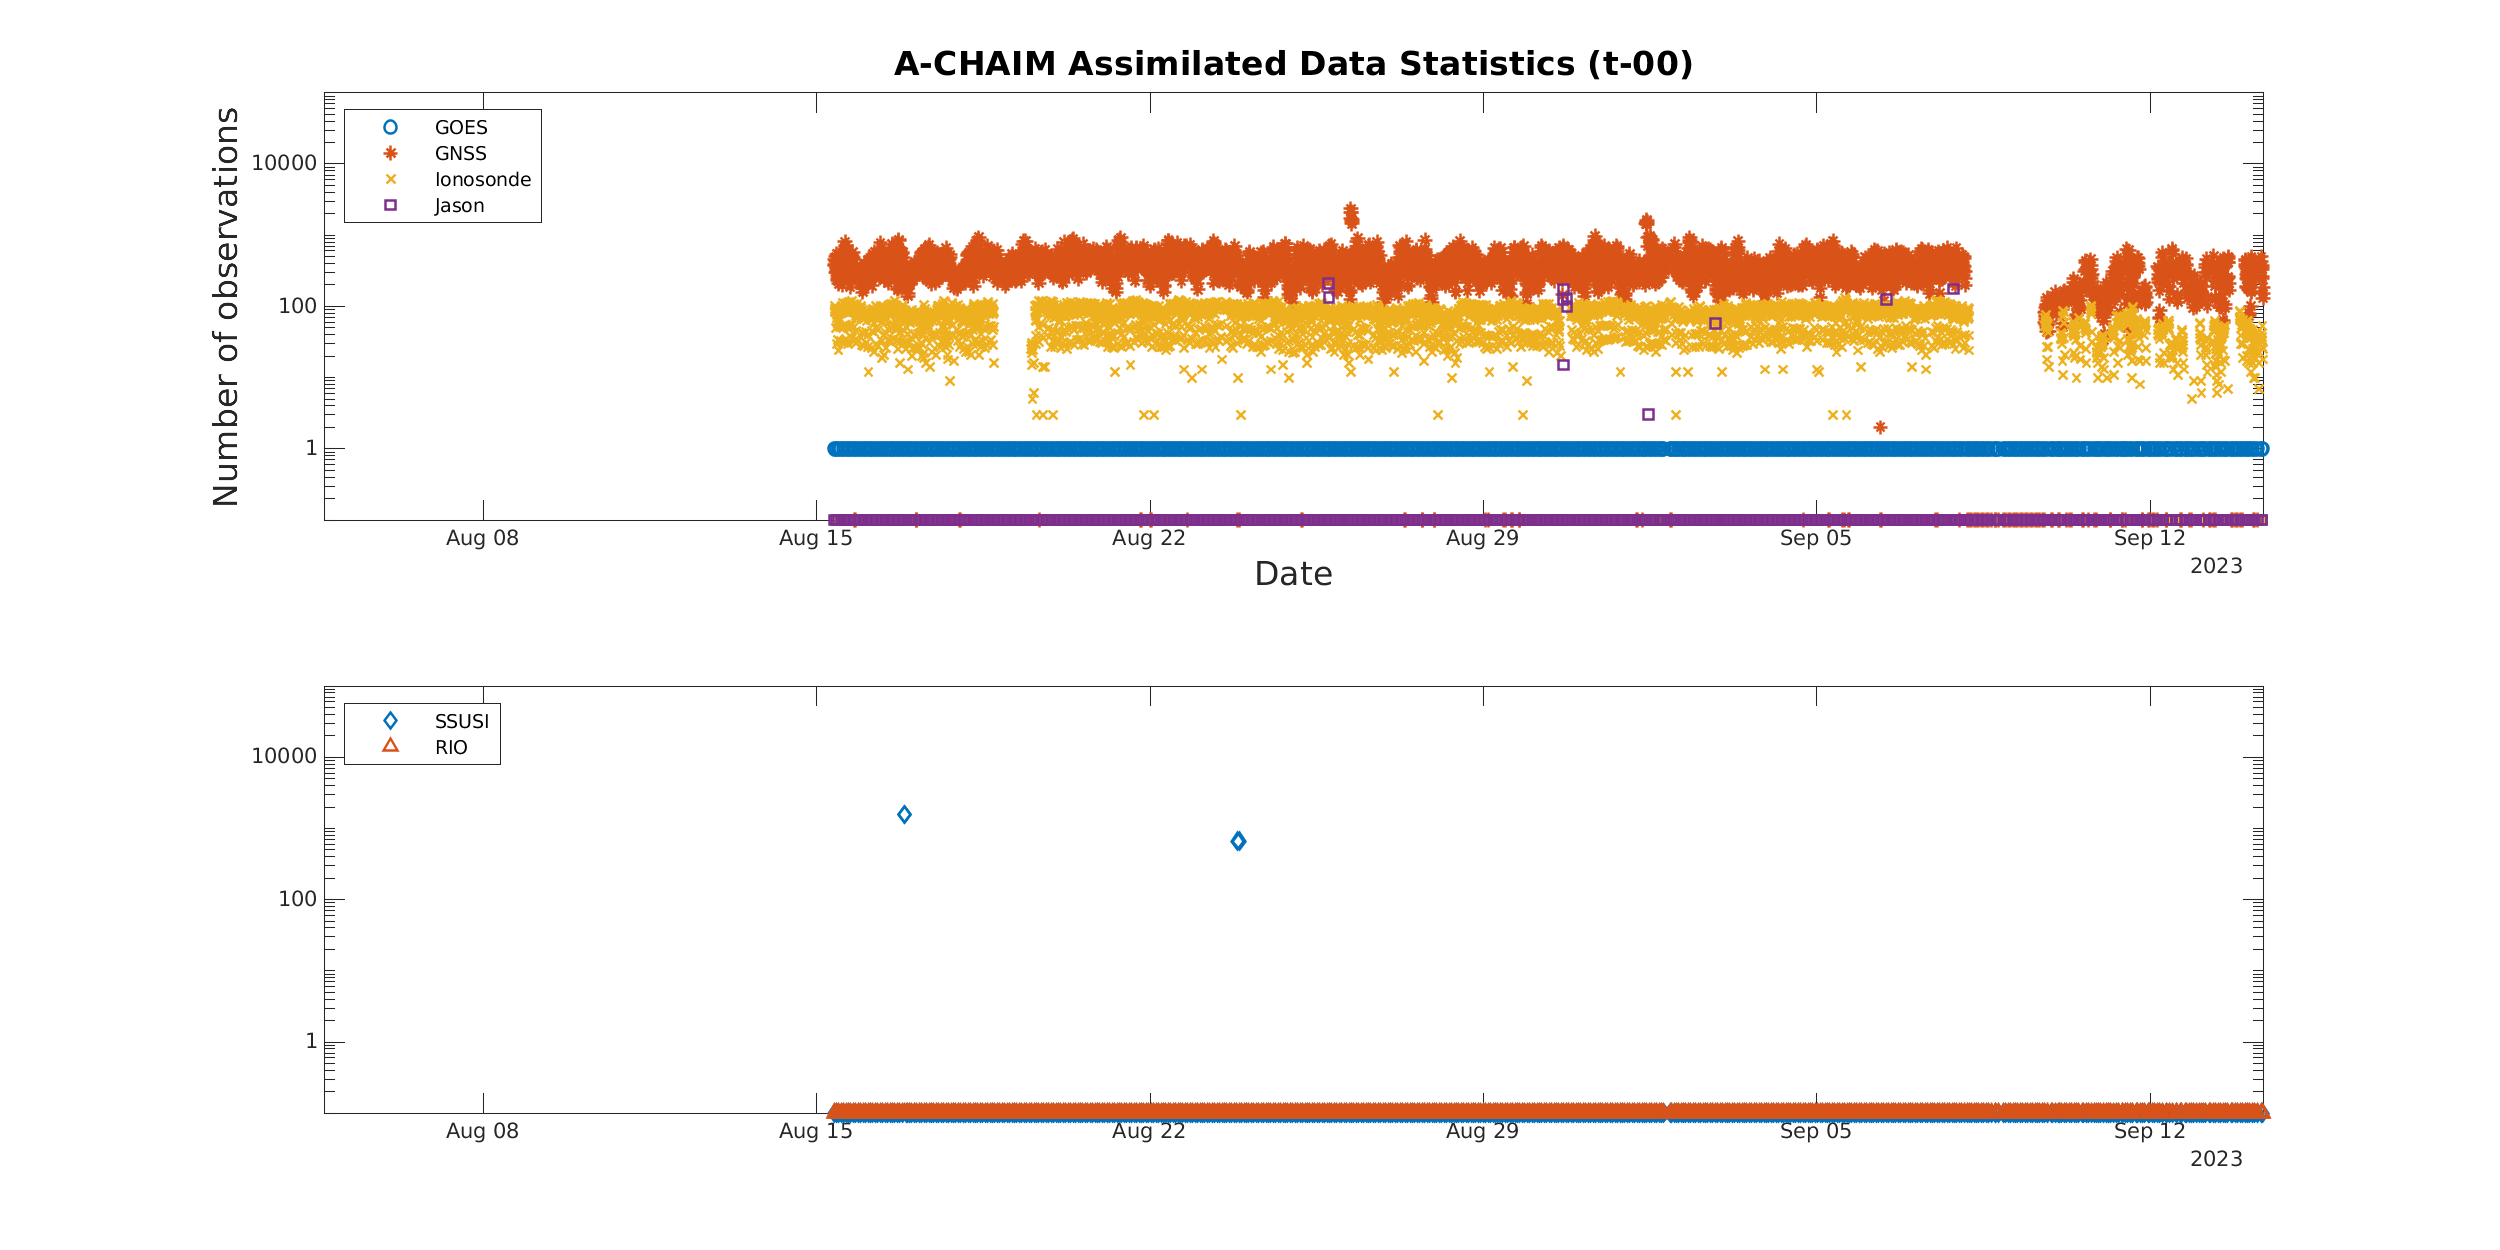 A-CHAIM Assimilated Data Statistics (t-00)
Number of observations
GOES
GNSS
Ionosonde
Jason
10000
100
1
Aug 08
Aug 15
Aug 22
Aug 29
Sep 05
Sep 12
2023
Date
SSUSI
RIO
10000
100
1
Aug 08
Aug 15
Aug 22
Aug 29
Sep 05
Sep 12
2023